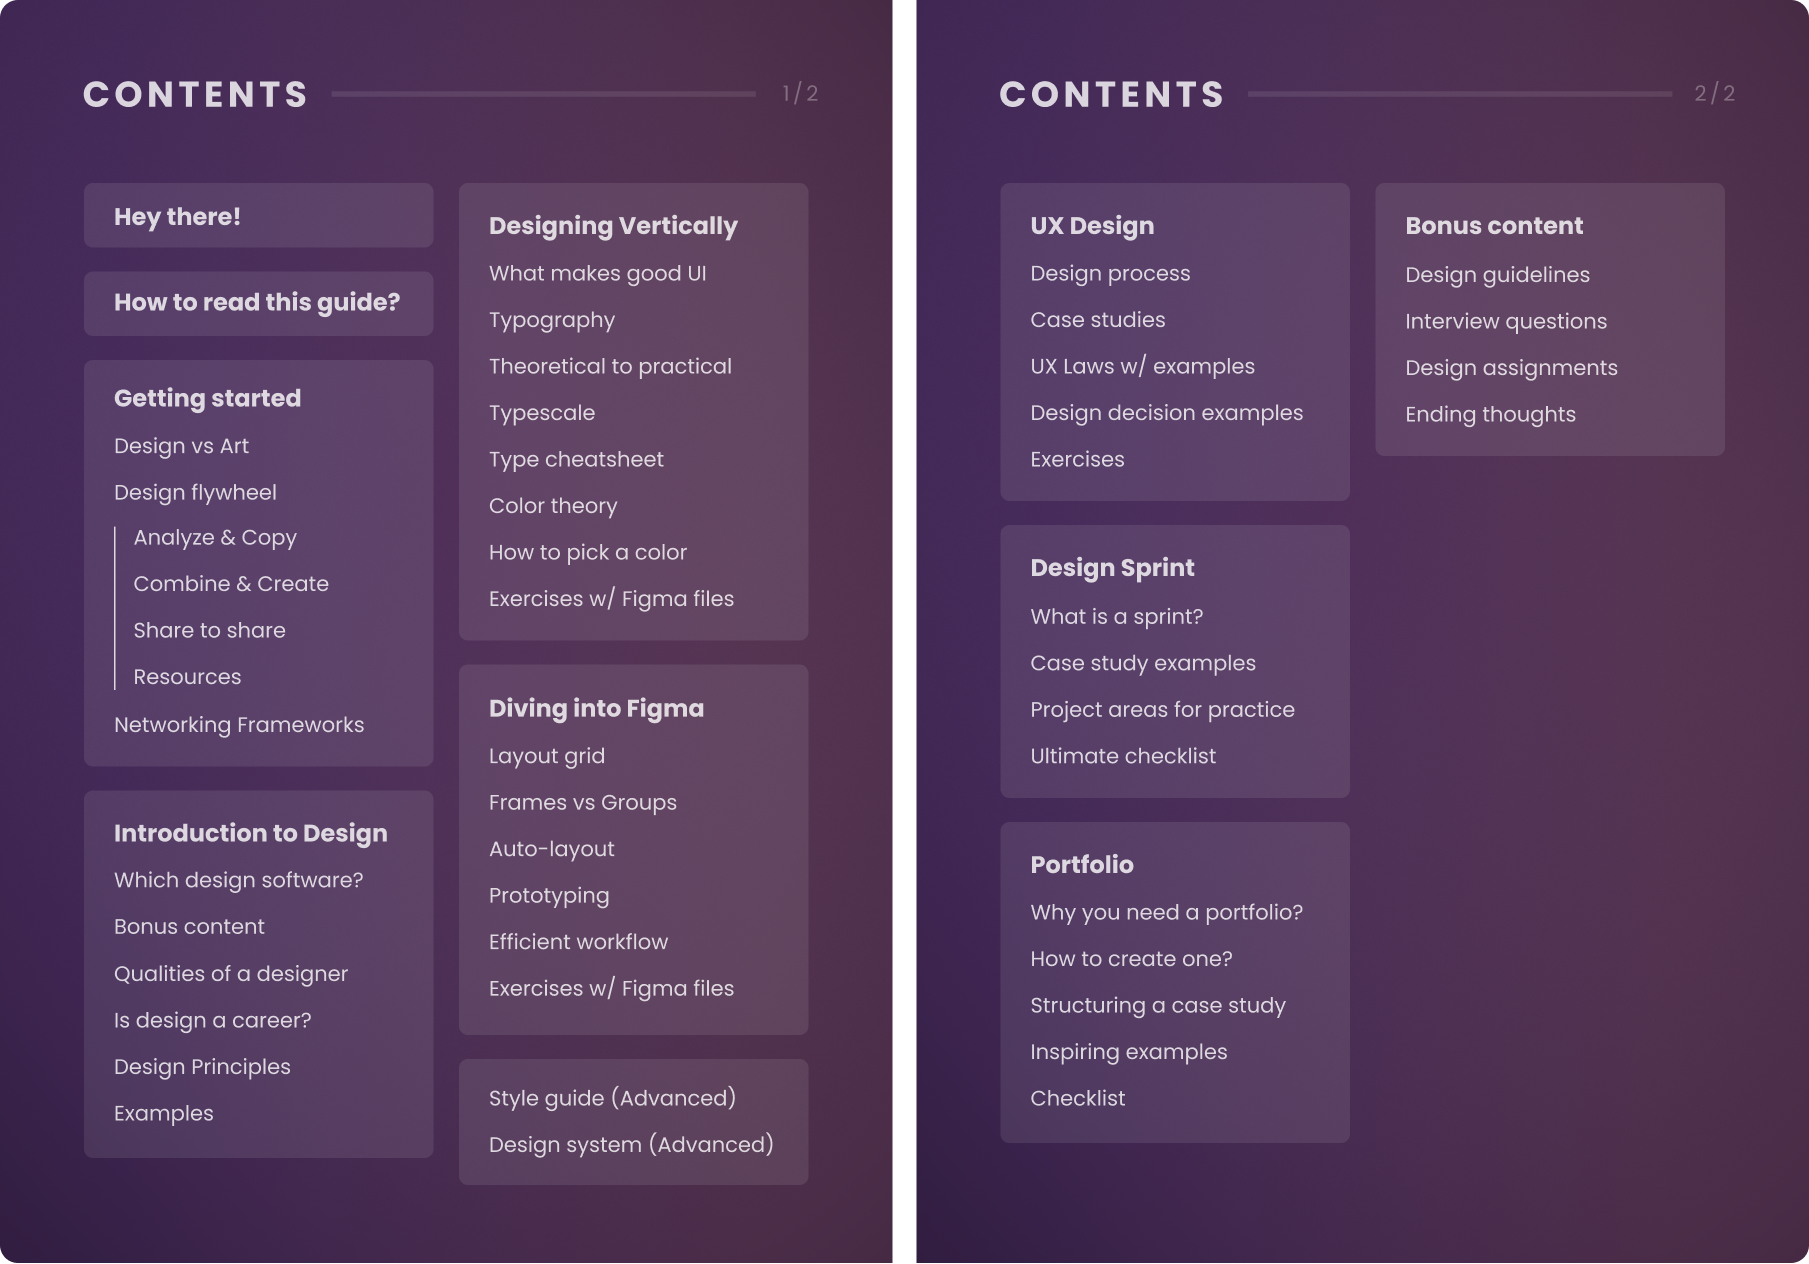 CONTENTS
1/2
Hey there!
How to read this guide?
Getting started
Design vs Art
Design flywheel
Analyze & Copy
Combine & Create
Share to share
Resources
Networking Frameworks
Introduction to Design
Which design software?
Bonus content
Qualities of a designer
Is design a career?
Design Principles
Examples
Designing Vertically
What makes good UI
Typography
Theoretical to practical
Typescale
Type cheatsheet
Color theory
How to pick a color
Exercises w/ Figma files
Diving into Figma
Layout grid
Frames vs Groups
Auto-layout
Prototyping
Efficient workflow
Exercises w/ Figma files
Style guide (Advanced)
Design system (Advanced)
CONTENTS
2/2
UX Design
Design process
Case studies
UX Laws w/ examples
Design decision examples
Exercises
Design Sprint
What is a sprint?
Case study examples
Project areas for practice
Ultimate checklist
Portfolio
Why you need a portfolio?
How to create one?
Structuring a case study
Inspiring examples
Checklist
Bonus content
Design guidelines
Interview questions
Design assignments
Ending thoughts